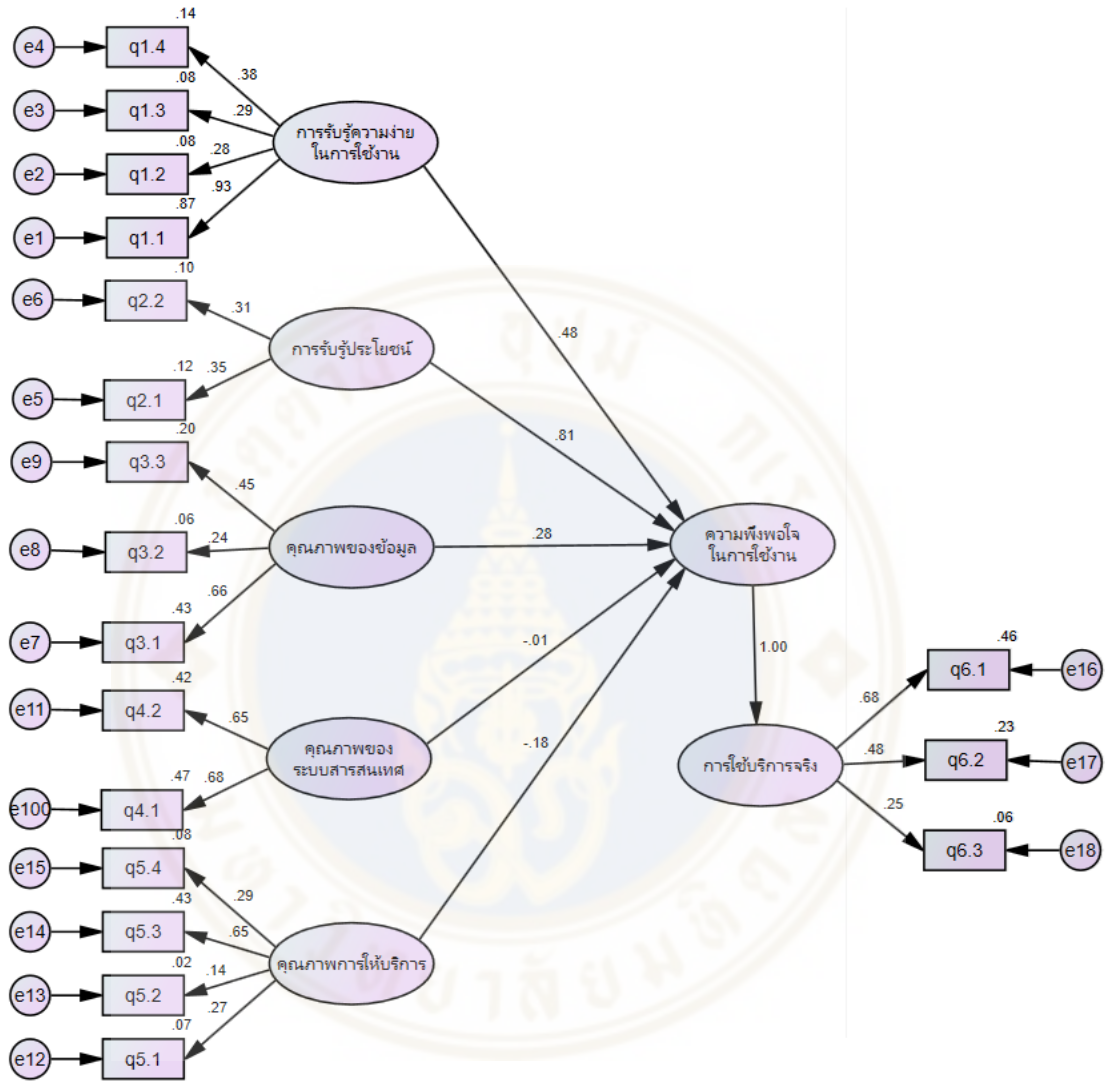 .14
e4
q1.4
.38
.08
e3
q1.3
.29
.08
e2
q1.2
.28
.87
e1
q1.1
.93
การรับรู้ความง่าย
ในการใช้งาน
.48
.10
e6
q2.2
.31
.12
e5
q2.1
.35
การรับรู้ประโยชน์
.81
.20
e9
q3.3
.45
.06
e8
q3.2
.24
.43
e7
q3.1
.66
คุณภาพของข้อมูล
.28
.42
e11
q4.2
.65
.47
e100
q4.1
.68
คุณภาพของ
ระบบสารสนเทศ
-.01
.08
e15
q5.4
.29
.43
e14
q5.3
.65
.02
e13
q5.2
.14
.07
e12
q5.1
.27
คุณภาพการให้บริการ
-.18
ความพึงพอใจ
ในการใช้งาน
1.00
การใช้บริการจริง
.68
.46
q6.1
e16
.48
.23
q6.2
e17
.25
.06
q6.3
e18